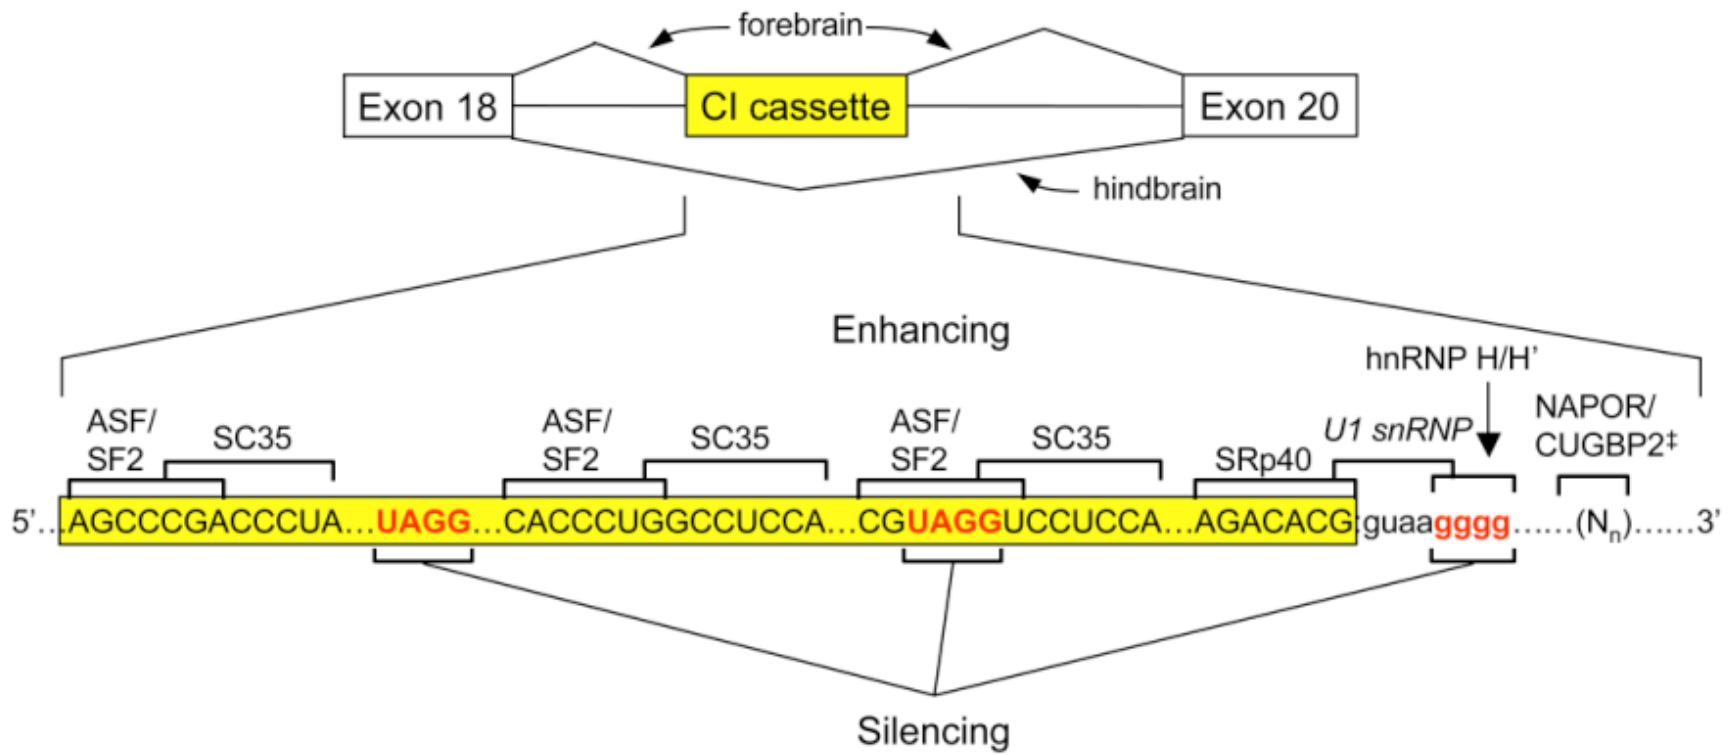 forebrain
Exon 18
CI cassette
Exon 20
hindbrain
Enhancing
hnRNP H/H’
ASF/
SF2
SC35
ASF/
SF2
SC35
ASF/
SF2
SC35
SRp40
U1 snRNP
NAPOR/
CUGBP2‡
5’...AGCCCGACCCUA...UAGG...CACCCUGGCCUCCA...CGUAGGUCCUCCA...AGACACG:guaagggg......(Nn)......3’
Silencing